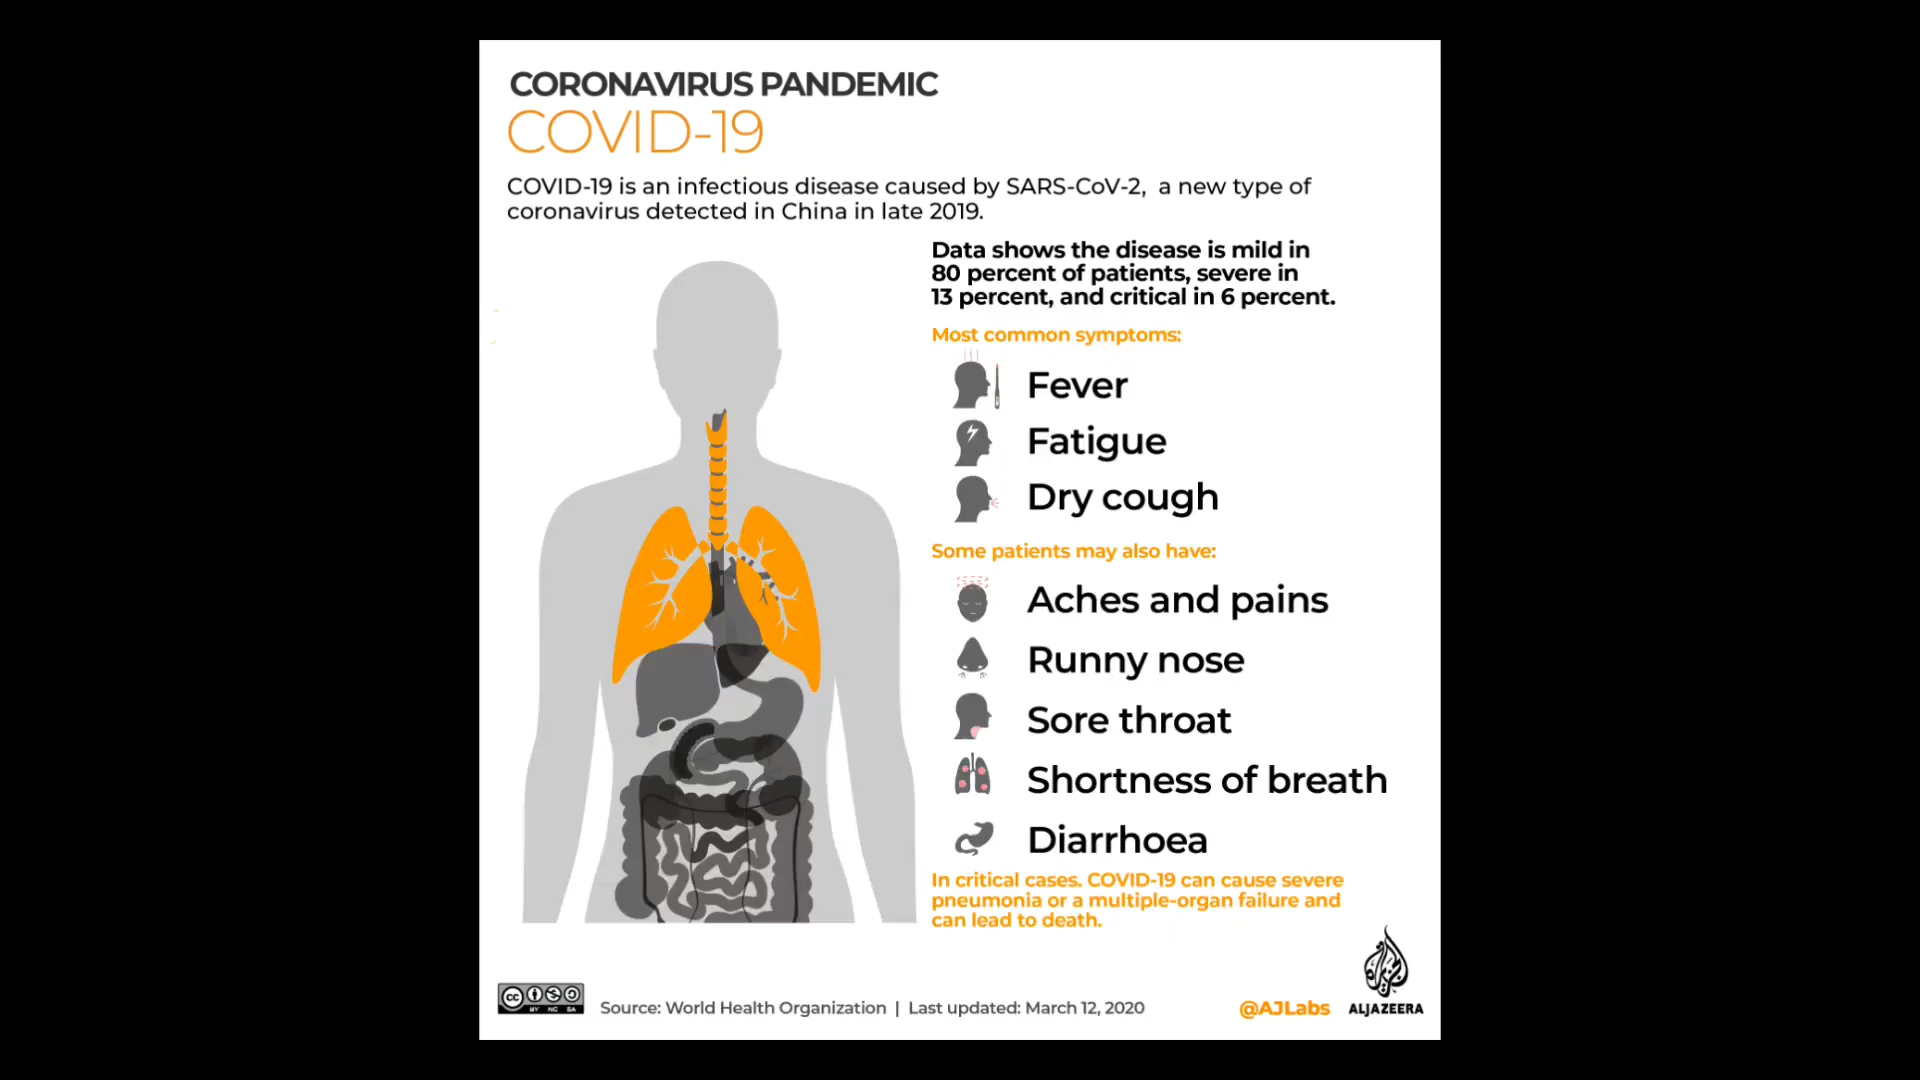 CORONAVIRUS PANDEMIC
COVID-19
COVID-19 is an infectious disease caused by SARS-CoV-2, a new type of
coronavirus detected in China in late 2019.
Data shows the disease is mild in
80 percent of patients, severe in
13 percent, and critical in 6 percent.
Most common symptoms:
Fever
Fatigue
Dry cough
Some patients may also have:
Aches and pains
Runny nose
Sore throat
Shortness of breath
Diarrhoea
In critical cases. COVID-19 can cause severe
pneumonia or a multiple-organ failure and
can lead to death.
cc BY NC SA
Source: World Health Organization | Last updated: March 12, 2020
@AJLabs
الجزيرة
ALJAZEERA